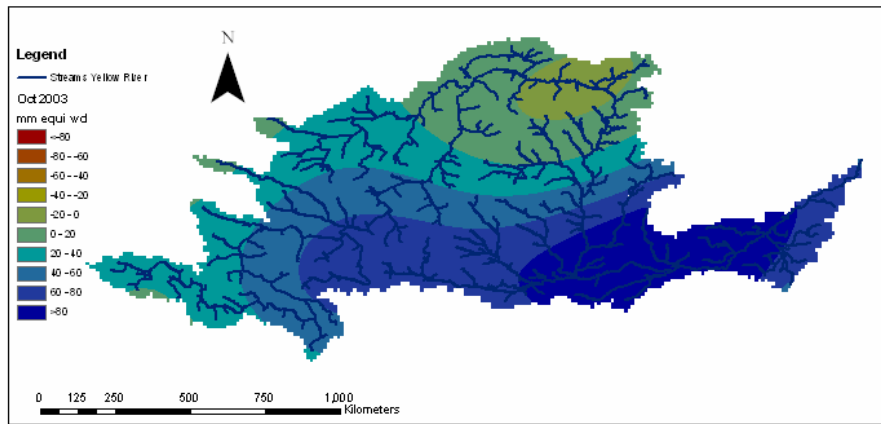 Legend
Streams Yellow River
Oct 2003
mm equi wd
<-80
-80 - -60
-60 - -40
-40 - -20
-20 - 0
0 - 20
20 - 40
40 - 60
60 - 80
>80
N
0 125 250 500 750 1,000
Kilometers